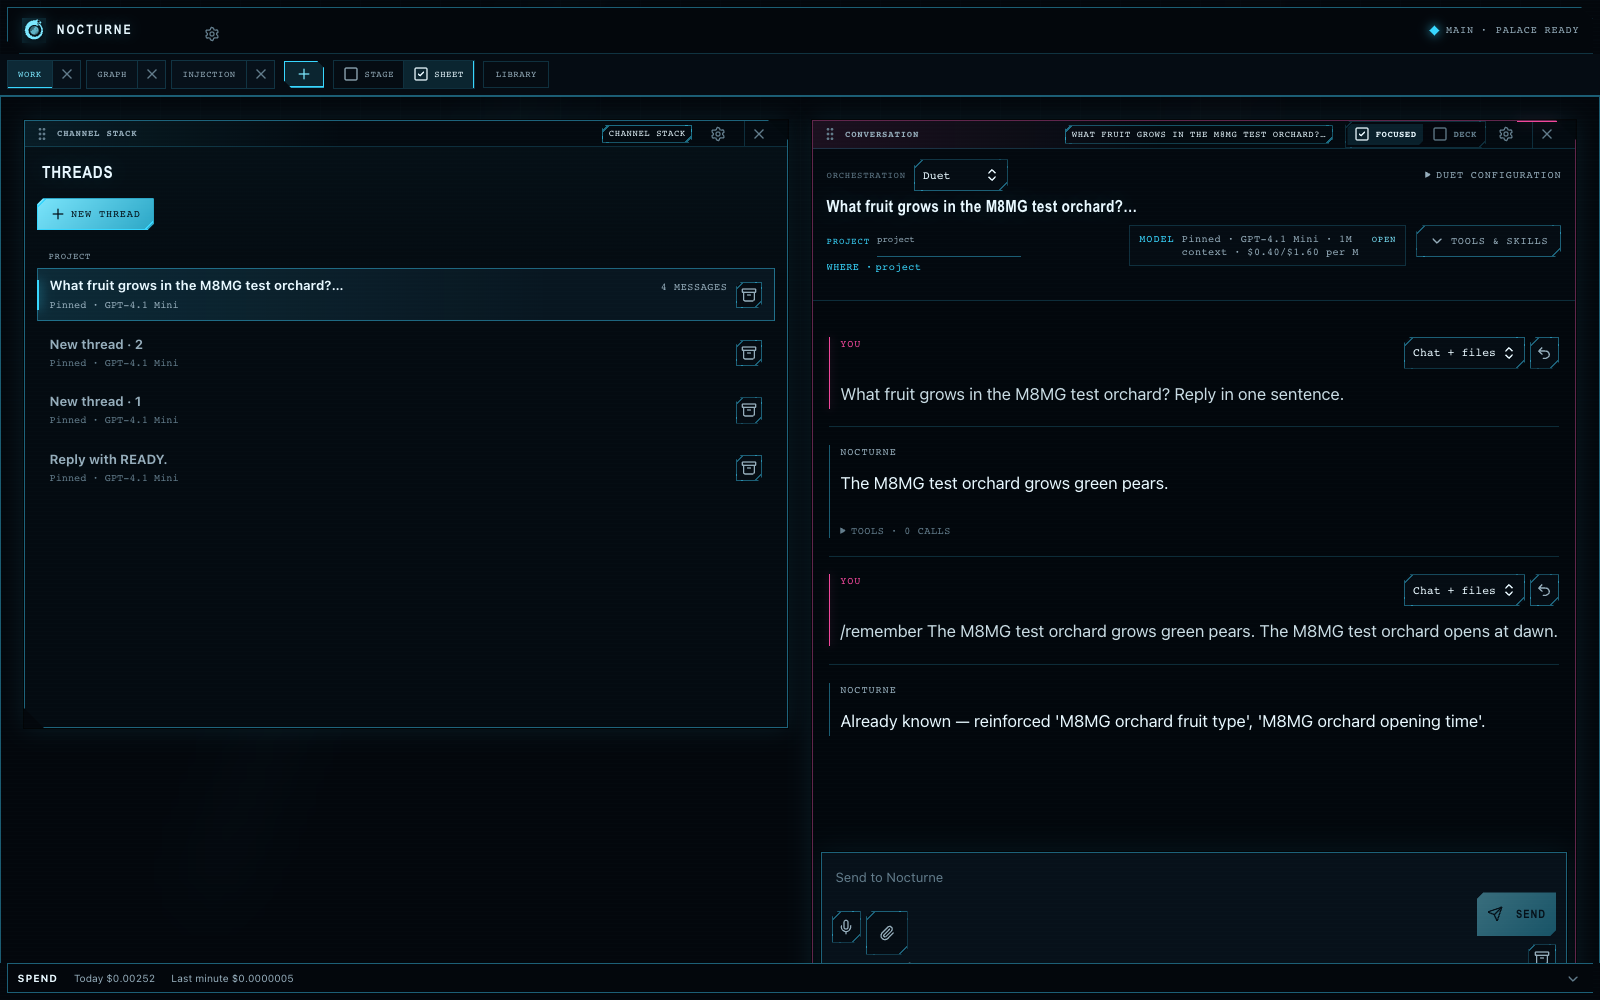 NOCTURNE
MAIN · PALACE READY
WORK
GRAPH
INJECTION
STAGE
SHEET
LIBRARY
CHANNEL STACK
CHANNEL STACK
THREADS
NEW THREAD
PROJECT
What fruit grows in the M8MG test orchard?...
Pinned · GPT-4.1 Mini
4 MESSAGES
New thread · 2
Pinned · GPT-4.1 Mini
New thread · 1
Pinned · GPT-4.1 Mini
Reply with READY.
Pinned · GPT-4.1 Mini
CONVERSATION
WHAT FRUIT GROWS IN THE M8MG TEST ORCHARD?…
FOCUSED
DECK
ORCHESTRATION
Duet
DUET CONFIGURATION
What fruit grows in the M8MG test orchard?...
PROJECT project
WHERE · project
MODEL Pinned · GPT-4.1 Mini · 1M
context · $0.40/$1.60 per M
OPEN
TOOLS & SKILLS
YOU
Chat + files
What fruit grows in the M8MG test orchard? Reply in one sentence.
NOCTURNE
The M8MG test orchard grows green pears.
TOOLS · 0 CALLS
YOU
Chat + files
/remember The M8MG test orchard grows green pears. The M8MG test orchard opens at dawn.
NOCTURNE
Already known — reinforced 'M8MG orchard fruit type', 'M8MG orchard opening time'.
Send to Nocturne
SEND
SPEND Today $0.00252 Last minute $0.0000005